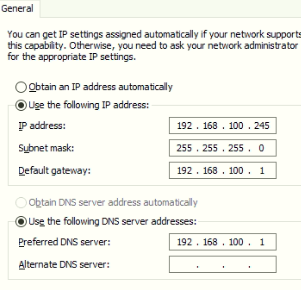 General
You can get IP settings assigned automatically if your network supports
this capability. Otherwise, you need to ask your network administrator
for the appropriate IP settings.
Obtain an IP address automatically
Use the following IP address:
IP address: 192 . 168 . 100 . 245
Subnet mask: 255 . 255 . 255 . 0
Default gateway: 192 . 168 . 100 . 1
Obtain DNS server address automatically
Use the following DNS server addresses:
Preferred DNS server: 192 . 168 . 100 . 1
Alternate DNS server: . . .